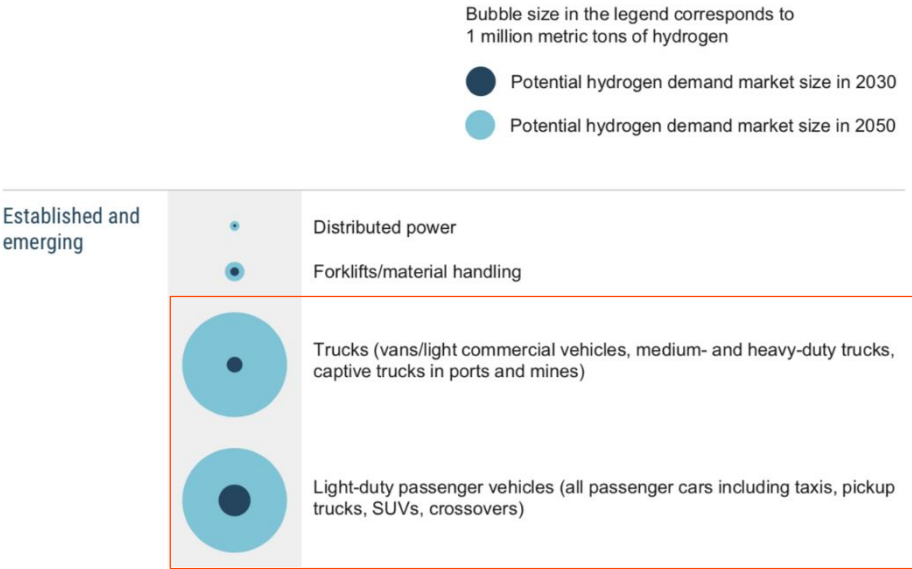 Bubble size in the legend corresponds to
1 million metric tons of hydrogen
Potential hydrogen demand market size in 2030
Potential hydrogen demand market size in 2050
Established and
emerging
Distributed power
Forklifts/material handling
Trucks (vans/light commercial vehicles, medium- and heavy-duty trucks,
captive trucks in ports and mines)
Light-duty passenger vehicles (all passenger cars including taxis, pickup
trucks, SUVs, crossovers)